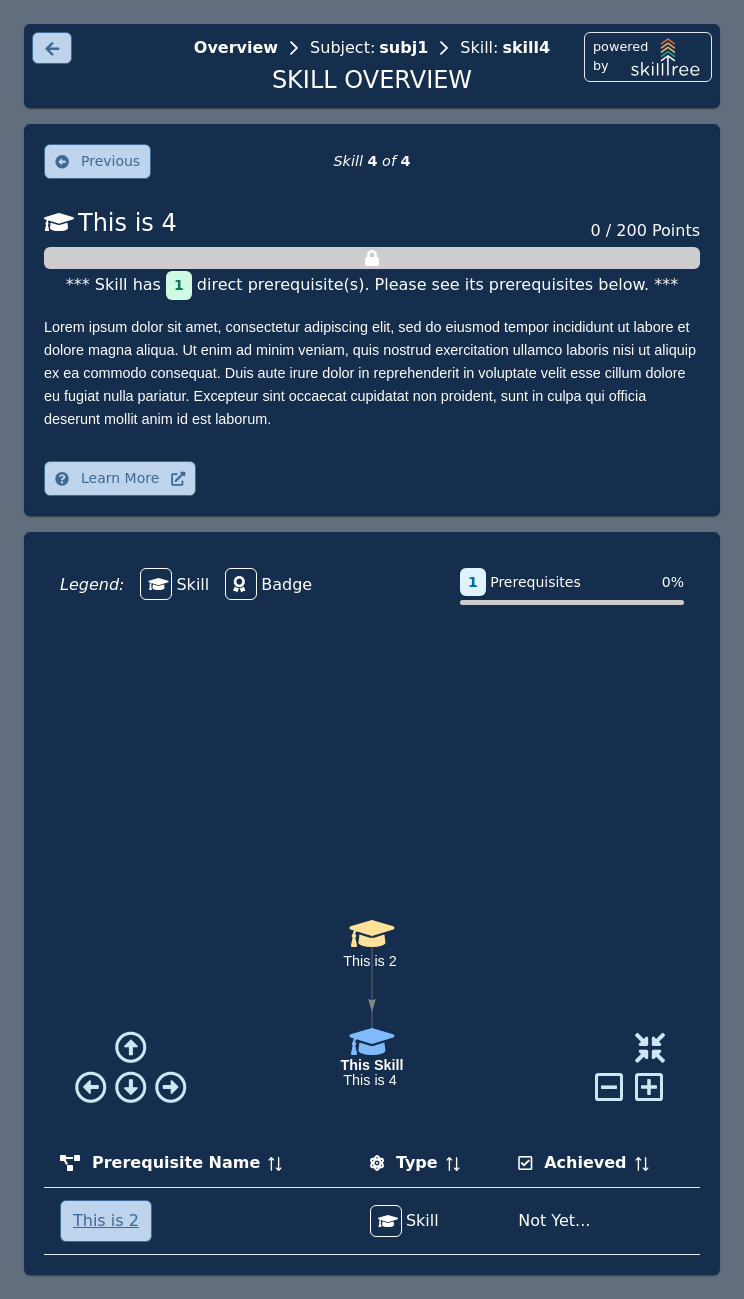 Overview > Subject: subj1 > Skill: skill4
SKILL OVERVIEW
powered
by skilltree
Previous
Skill 4 of 4
This is 4
0 / 200 Points
*** Skill has 1 direct prerequisite(s). Please see its prerequisites below. ***
Lorem ipsum dolor sit amet, consectetur adipiscing elit, sed do eiusmod tempor incididunt ut labore et
dolore magna aliqua. Ut enim ad minim veniam, quis nostrud exercitation ullamco laboris nisi ut aliquip
ex ea commodo consequat. Duis aute irure dolor in reprehenderit in voluptate velit esse cillum dolore
eu fugiat nulla pariatur. Excepteur sint occaecat cupidatat non proident, sunt in culpa qui officia
deserunt mollit anim id est laborum.
Learn More
Legend: Skill Badge
1 Prerequisites 0%
This is 2
This Skill
This is 4
Prerequisite Name Type Achieved
This is 2 Skill Not Yet...